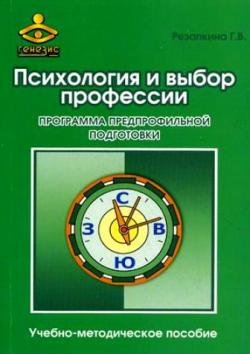 генезис
Резапкина Г.В.
Психология и выбор
профессии
ПРОГРАММА ПРЕДПРОФИЛЬНОЙ
ПОДГОТОВКИ
С
З
В
Ю
Учебно-методическое пособие